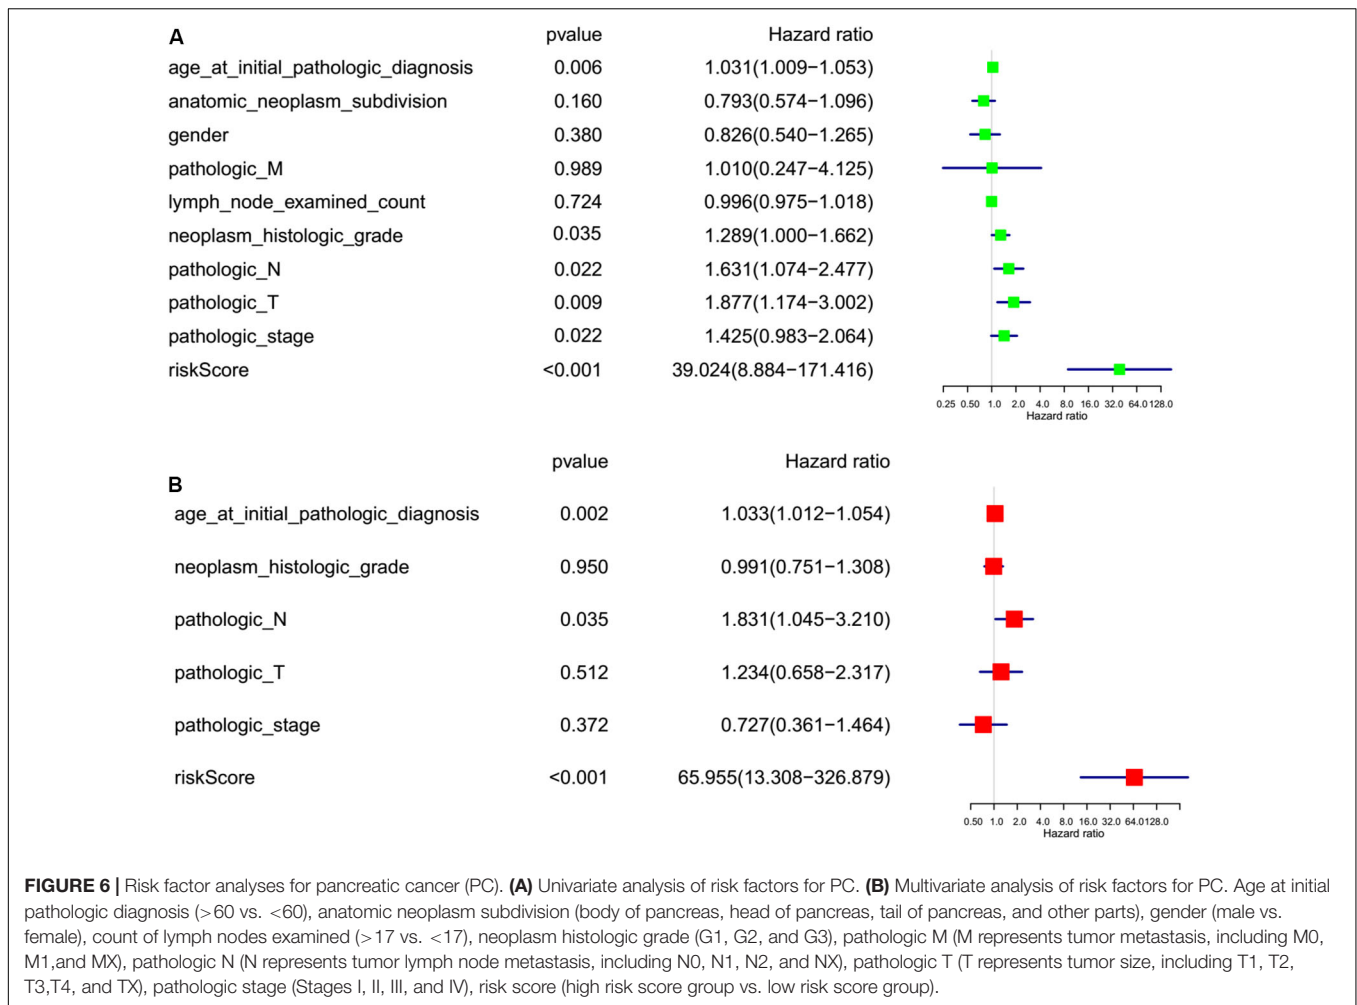 A pvalue Hazard ratio
age_at_initial_pathologic_diagnosis 0.006 1.031(1.009−1.053)
anatomic_neoplasm_subdivision 0.160 0.793(0.574−1.096)
gender 0.380 0.826(0.540−1.265)
pathologic_M 0.989 1.010(0.247−4.125)
lymph_node_examined_count 0.724 0.996(0.975−1.018)
neoplasm_histologic_grade 0.035 1.289(1.000−1.662)
pathologic_N 0.022 1.631(1.074−2.477)
pathologic_T 0.009 1.877(1.174−3.002)
pathologic_stage 0.022 1.425(0.983−2.064)
riskScore <0.001 39.024(8.884−171.416)
0.25 0.50 1.0 2.0 4.0 8.0 16.0 32.0 64.0 128.0
Hazard ratio
pvalue Hazard ratio
B
age_at_initial_pathologic_diagnosis 0.002 1.033(1.012−1.054)
neoplasm_histologic_grade 0.950 0.991(0.751−1.308)
pathologic_N 0.035 1.831(1.045−3.210)
pathologic_T 0.512 1.234(0.658−2.317)
pathologic_stage 0.372 0.727(0.361−1.464)
riskScore <0.001 65.955(13.308−326.879)
0.50 1.0 2.0 4.0 8.0 16.0 32.0 64.0 128.0
Hazard ratio
FIGURE 6 | Risk factor analyses for pancreatic cancer (PC). (A) Univariate analysis of risk factors for PC. (B) Multivariate analysis of risk factors for PC. Age at initial
pathologic diagnosis (>60 vs. <60), anatomic neoplasm subdivision (body of pancreas, head of pancreas, tail of pancreas, and other parts), gender (male vs.
female), count of lymph nodes examined (>17 vs. <17), neoplasm histologic grade (G1, G2, and G3), pathologic M (M represents tumor metastasis, including M0,
M1,and MX), pathologic N (N represents tumor lymph node metastasis, including N0, N1, N2, and NX), pathologic T (T represents tumor size, including T1, T2,
T3,T4, and TX), pathologic stage (Stages I, II, III, and IV), risk score (high risk score group vs. low risk score group).